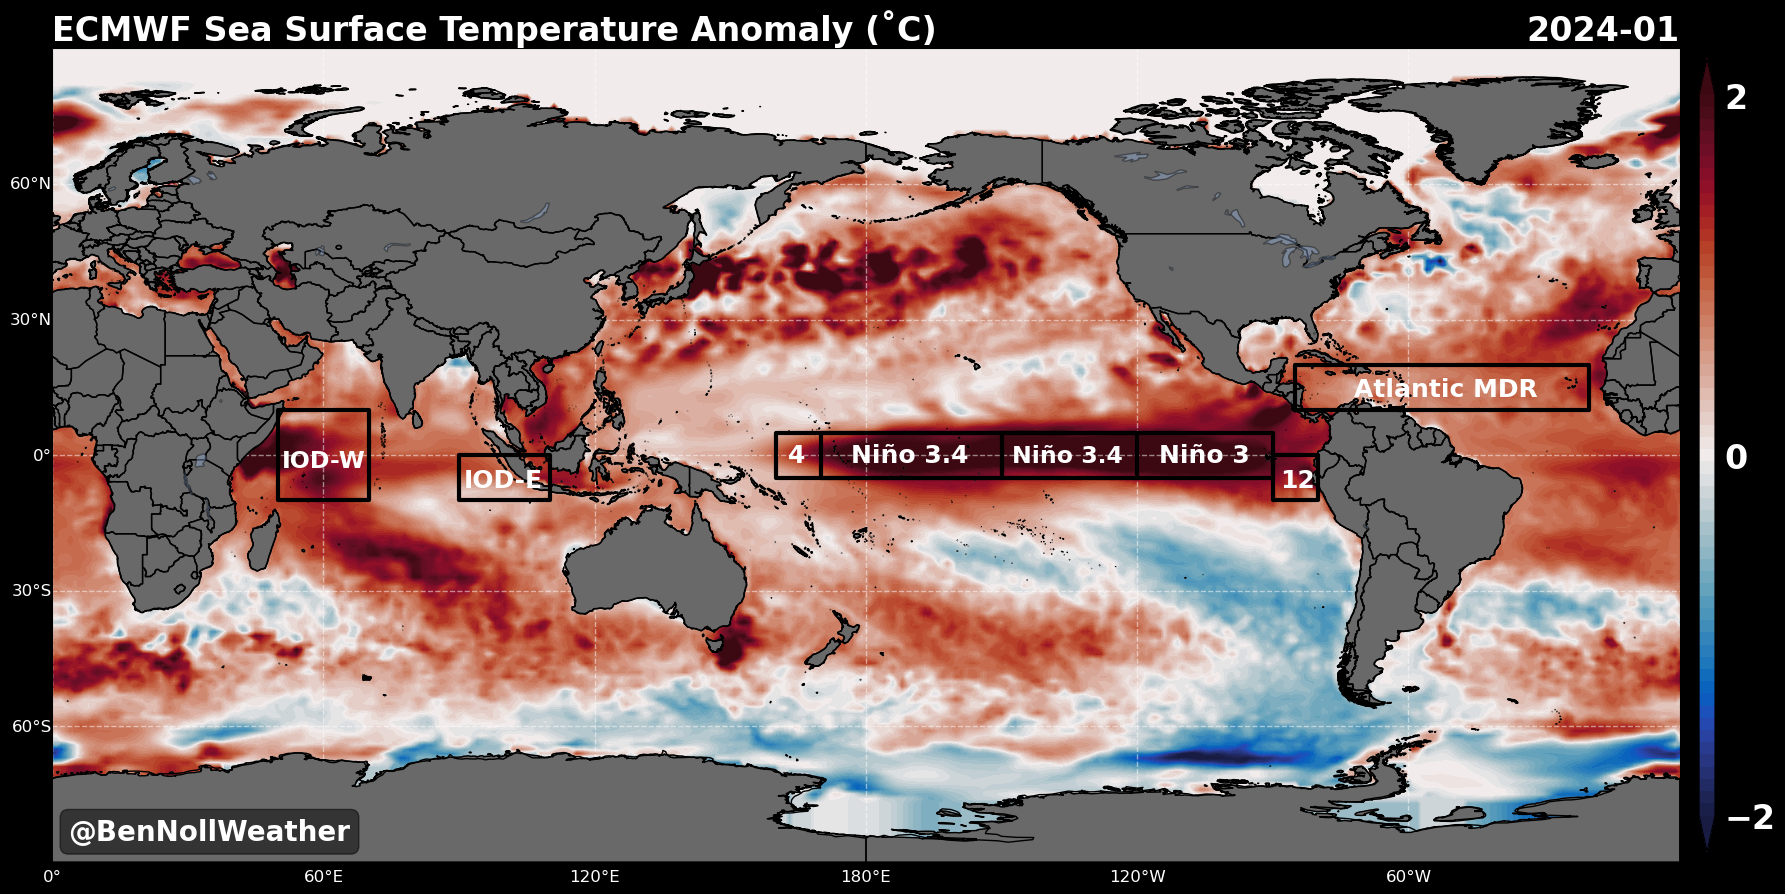 ECMWF Sea Surface Temperature Anomaly (˚C)
2024-01
2
60°N
30°N
Atlantic MDR
IOD-W
4
Niño 3.4
Niño 3.4
Niño 3
0°
0
IOD-E
12
30°S
60°S
−2
@BenNollWeather
0°
60°E
120°E
180°E
120°W
60°W